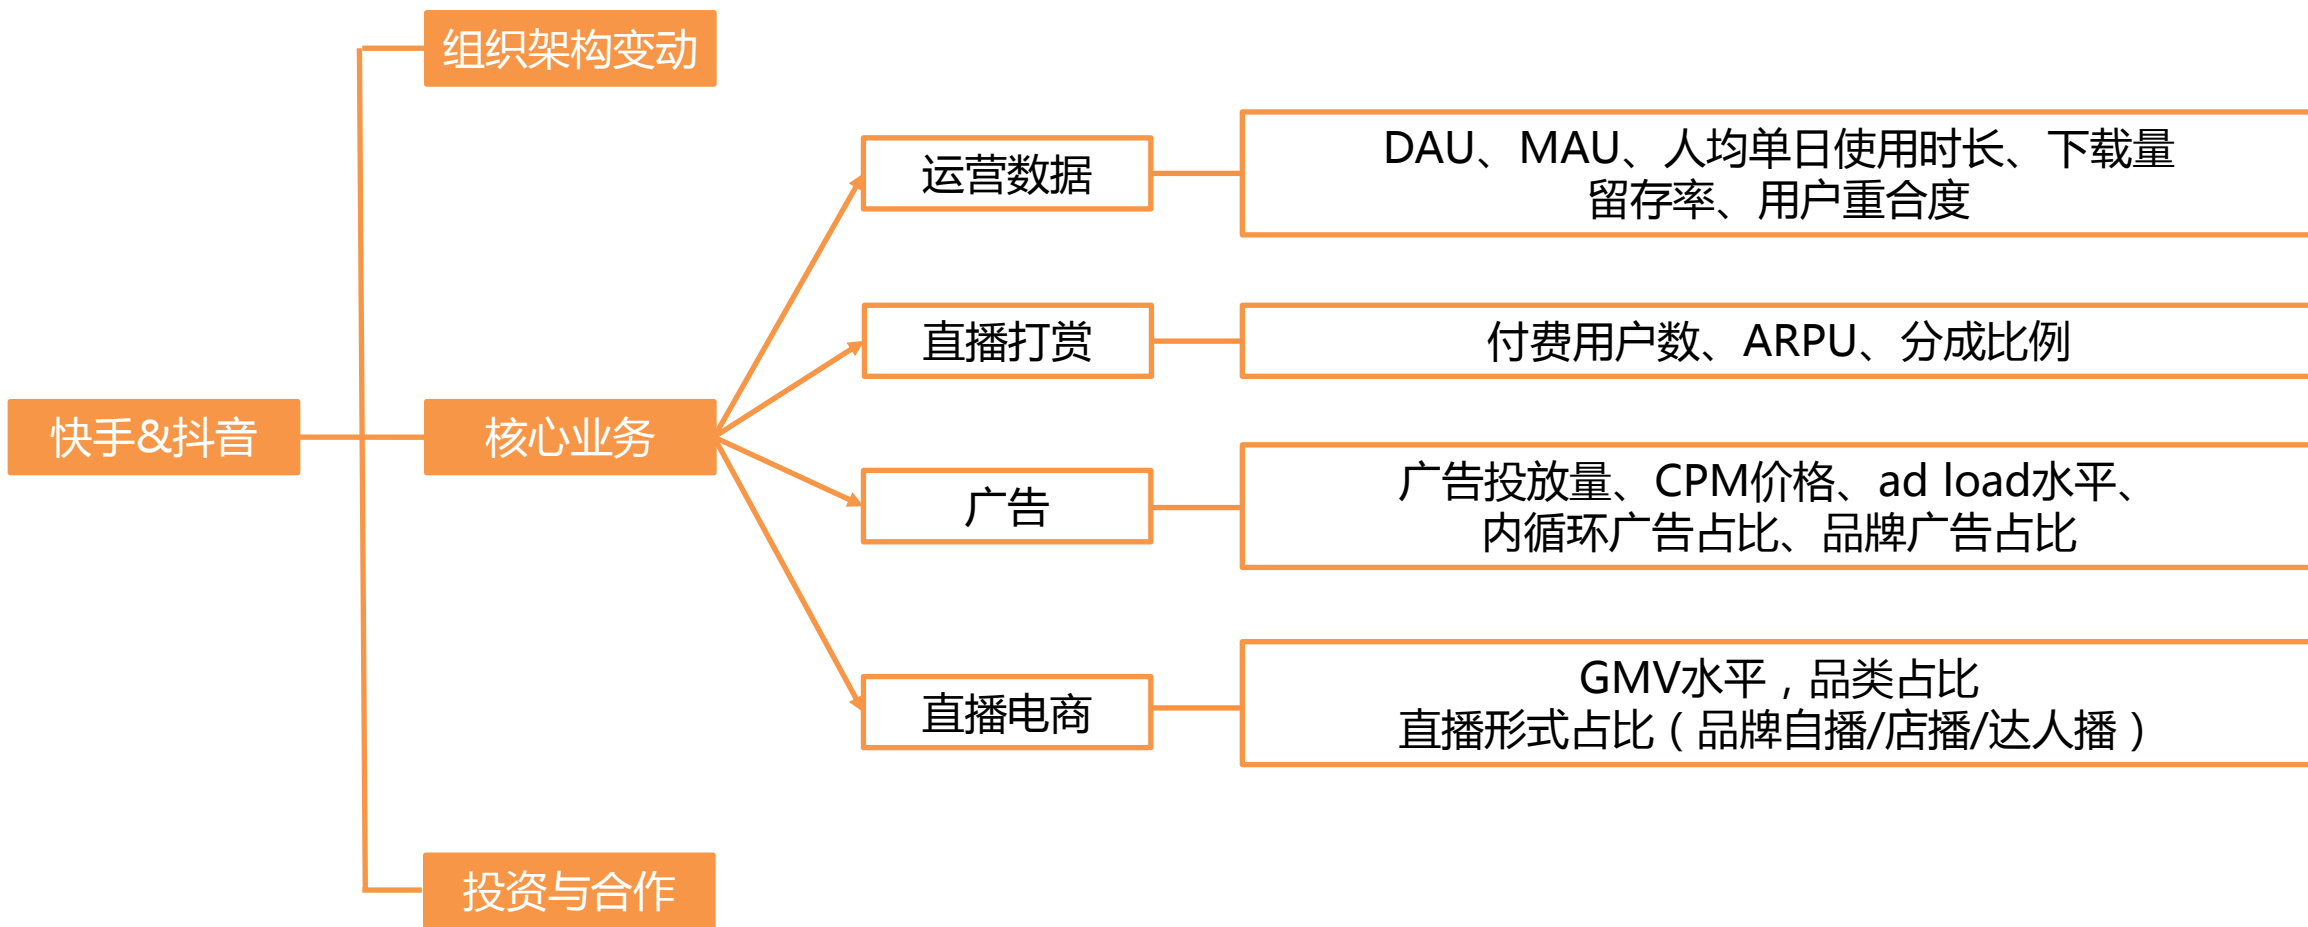 组织架构变动
快手&抖音
核心业务
投资与合作
运营数据
DAU、MAU、人均单日使用时长、下载量
留存率、用户重合度
直播打赏
付费用户数、ARPU、分成比例
广告
广告投放量、CPM价格、ad load水平、
内循环广告占比、品牌广告占比
直播电商
GMV水平，品类占比
直播形式占比（品牌自播/店播/达人播）